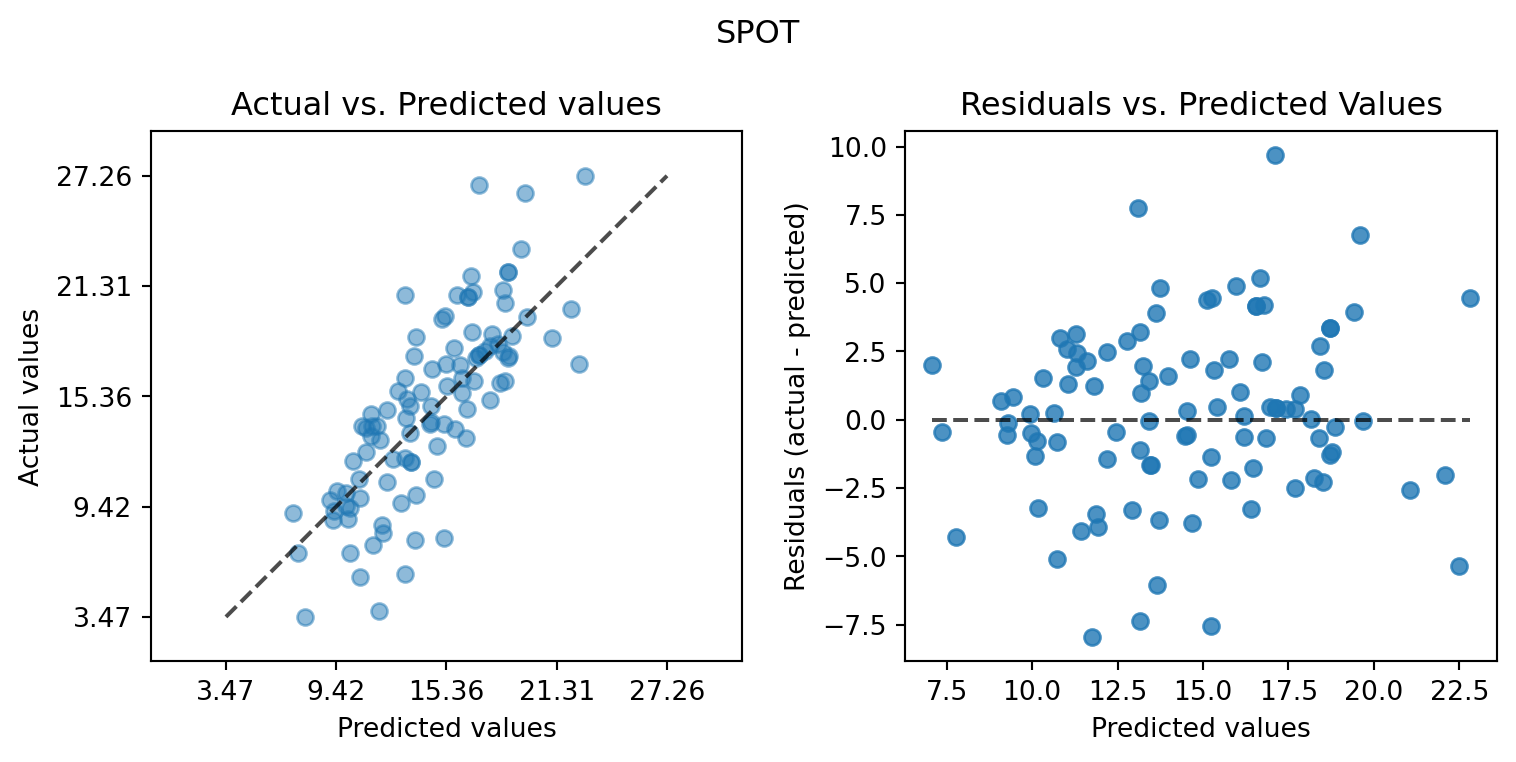 SPOT
Actual vs. Predicted values
Actual values
27.26
21.31
15.36
9.42
3.47
3.47 9.42 15.36 21.31 27.26
Predicted values
Residuals vs. Predicted Values
Residuals (actual - predicted)
10.0
7.5
5.0
2.5
0.0
−2.5
−5.0
−7.5
7.5 10.0 12.5 15.0 17.5 20.0 22.5
Predicted values